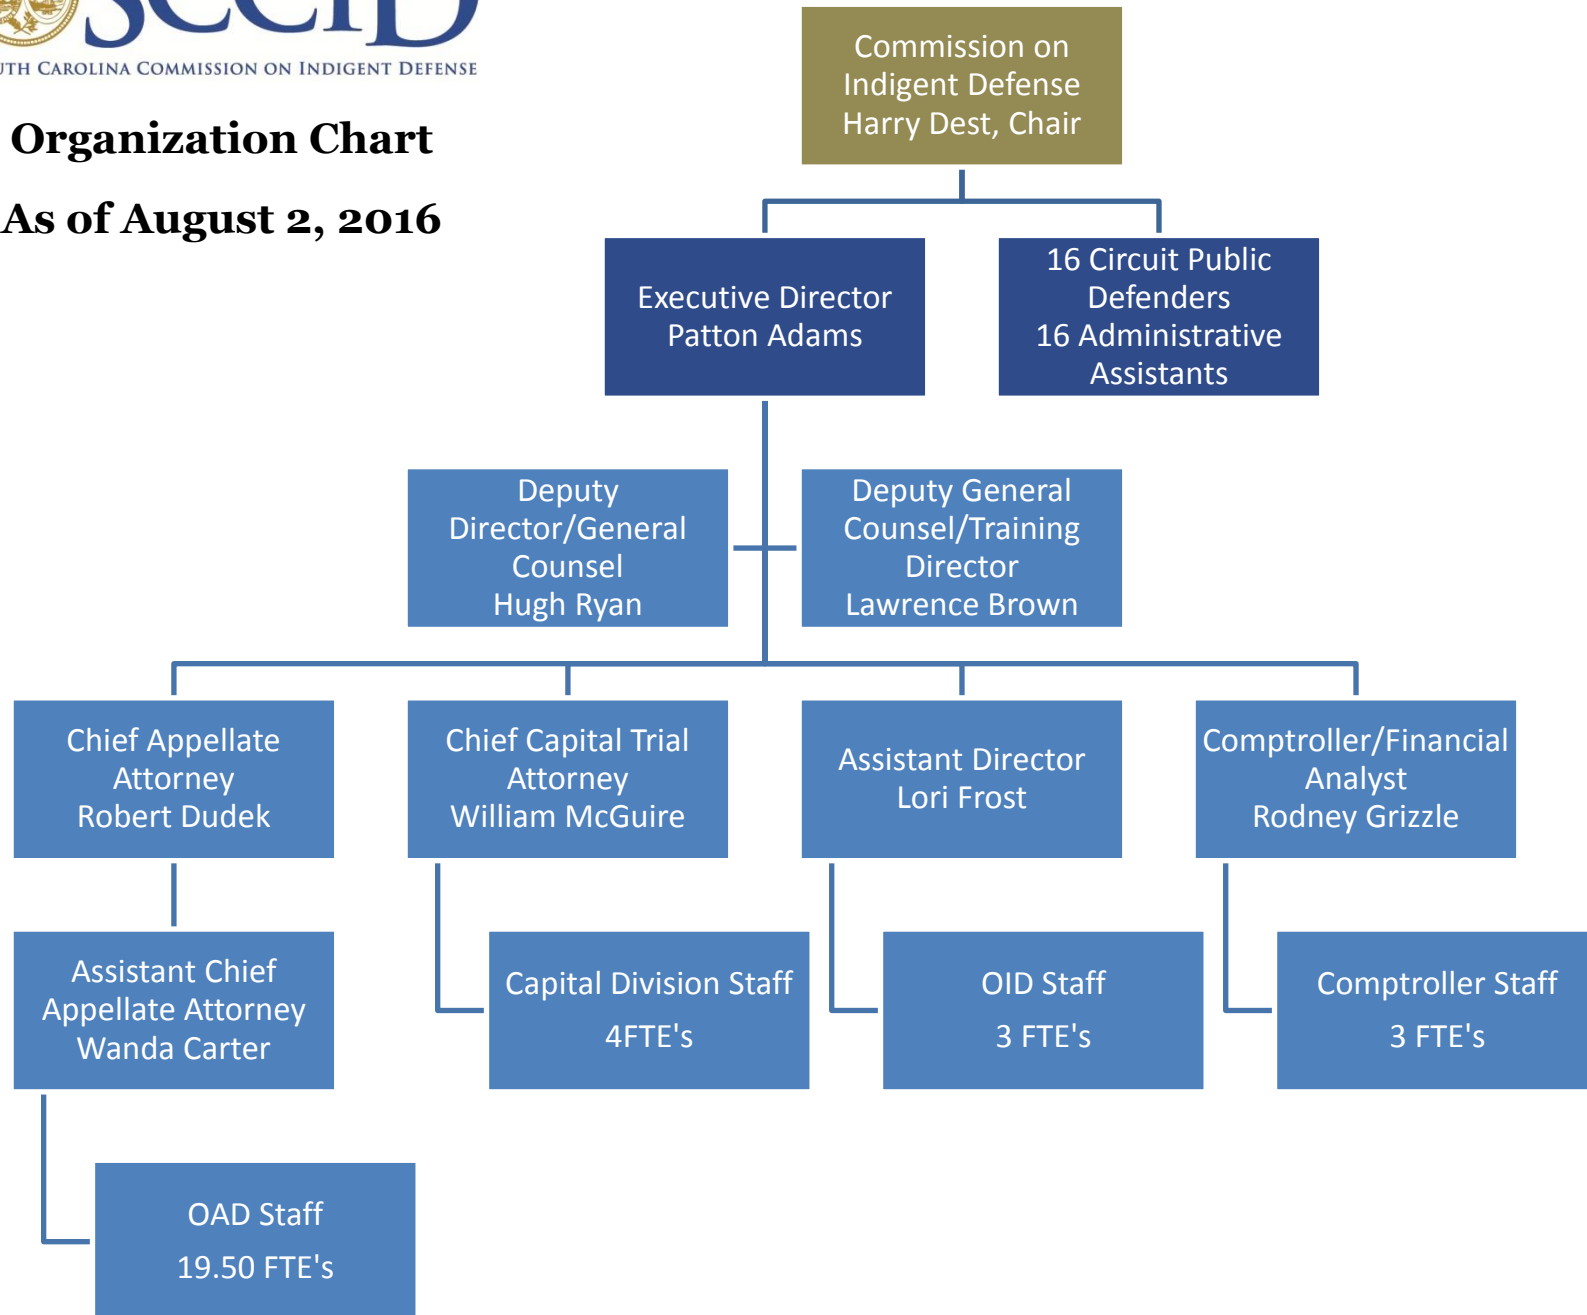 SCCID
UTH CAROLINA COMMISSION ON INDIGENT DEFENSE
Organization Chart
As of August 2, 2016
Commission on
Indigent Defense
Harry Dest, Chair
Executive Director
Patton Adams
16 Circuit Public
Defenders
16 Administrative
Assistants
Deputy
Director/General
Counsel
Hugh Ryan
Deputy General
Counsel/Training
Director
Lawrence Brown
Chief Appellate
Attorney
Robert Dudek
Chief Capital Trial
Attorney
William McGuire
Assistant Director
Lori Frost
Comptroller/Financial
Analyst
Rodney Grizzle
Assistant Chief
Appellate Attorney
Wanda Carter
Capital Division Staff
4FTE's
OID Staff
3 FTE's
Comptroller Staff
3 FTE's
OAD Staff
19.50 FTE's